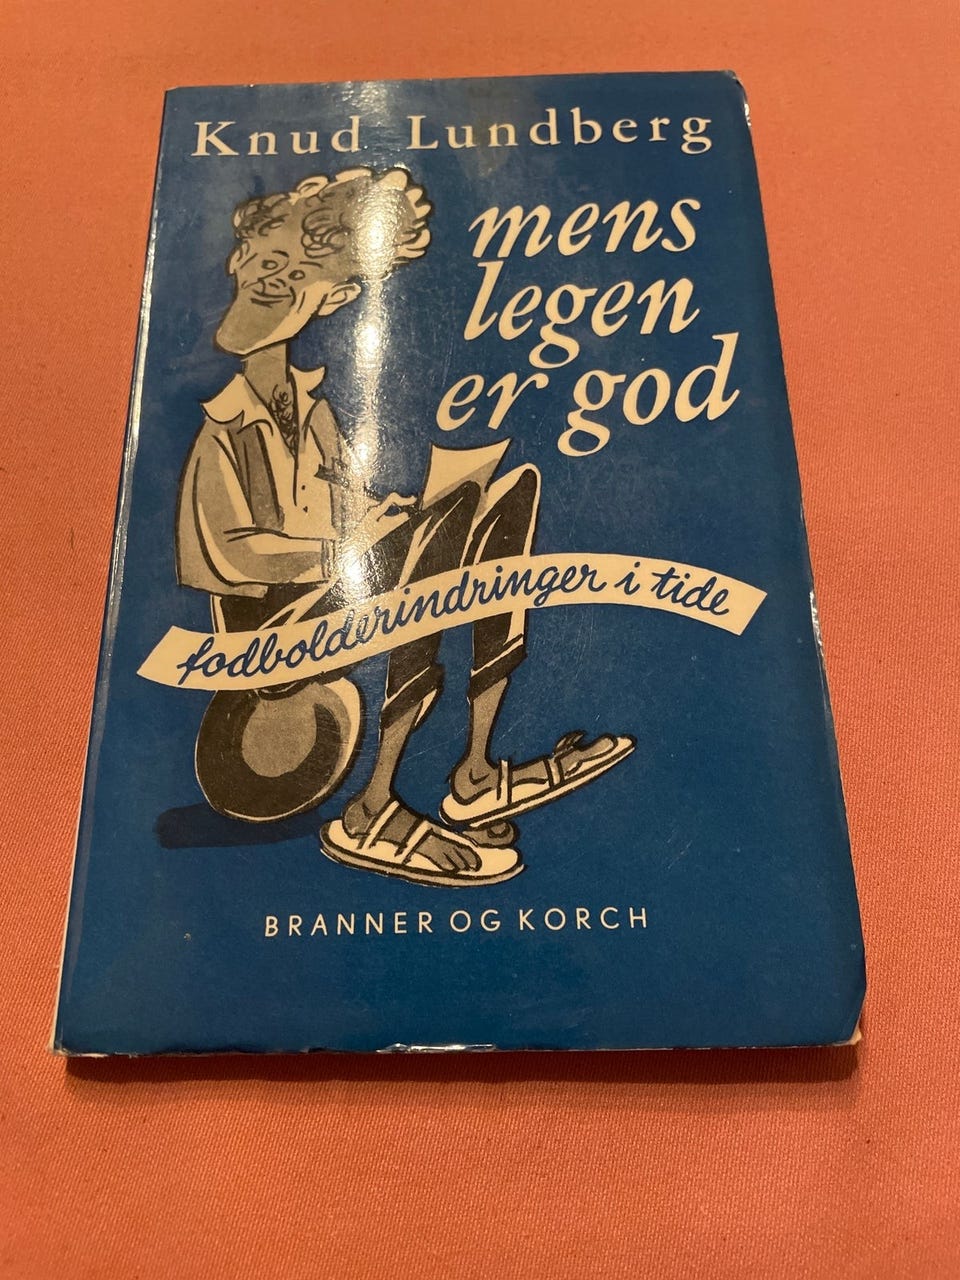 Knud Lundberg
mens
legen
er god
fodbolderindringer i tide
BRANNER OG KORCH